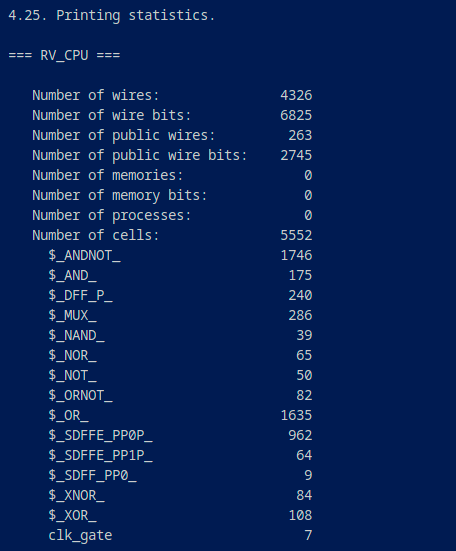 4.25. Printing statistics.
=== RV_CPU ===
Number of wires: 4326
Number of wire bits: 6825
Number of public wires: 263
Number of public wire bits: 2745
Number of memories: 0
Number of memory bits: 0
Number of processes: 0
Number of cells: 5552
$_ANDNOT_ 1746
$_AND_ 175
$_DFF_P_ 240
$_MUX_ 286
$_NAND_ 39
$_NOR_ 65
$_NOT_ 50
$_ORNOT_ 82
$_OR_ 1635
$_SDFFE_PP0P_ 962
$_SDFFE_PP1P_ 64
$_SDFF_PP0_ 9
$_XNOR_ 84
$_XOR_ 108
clk_gate 7